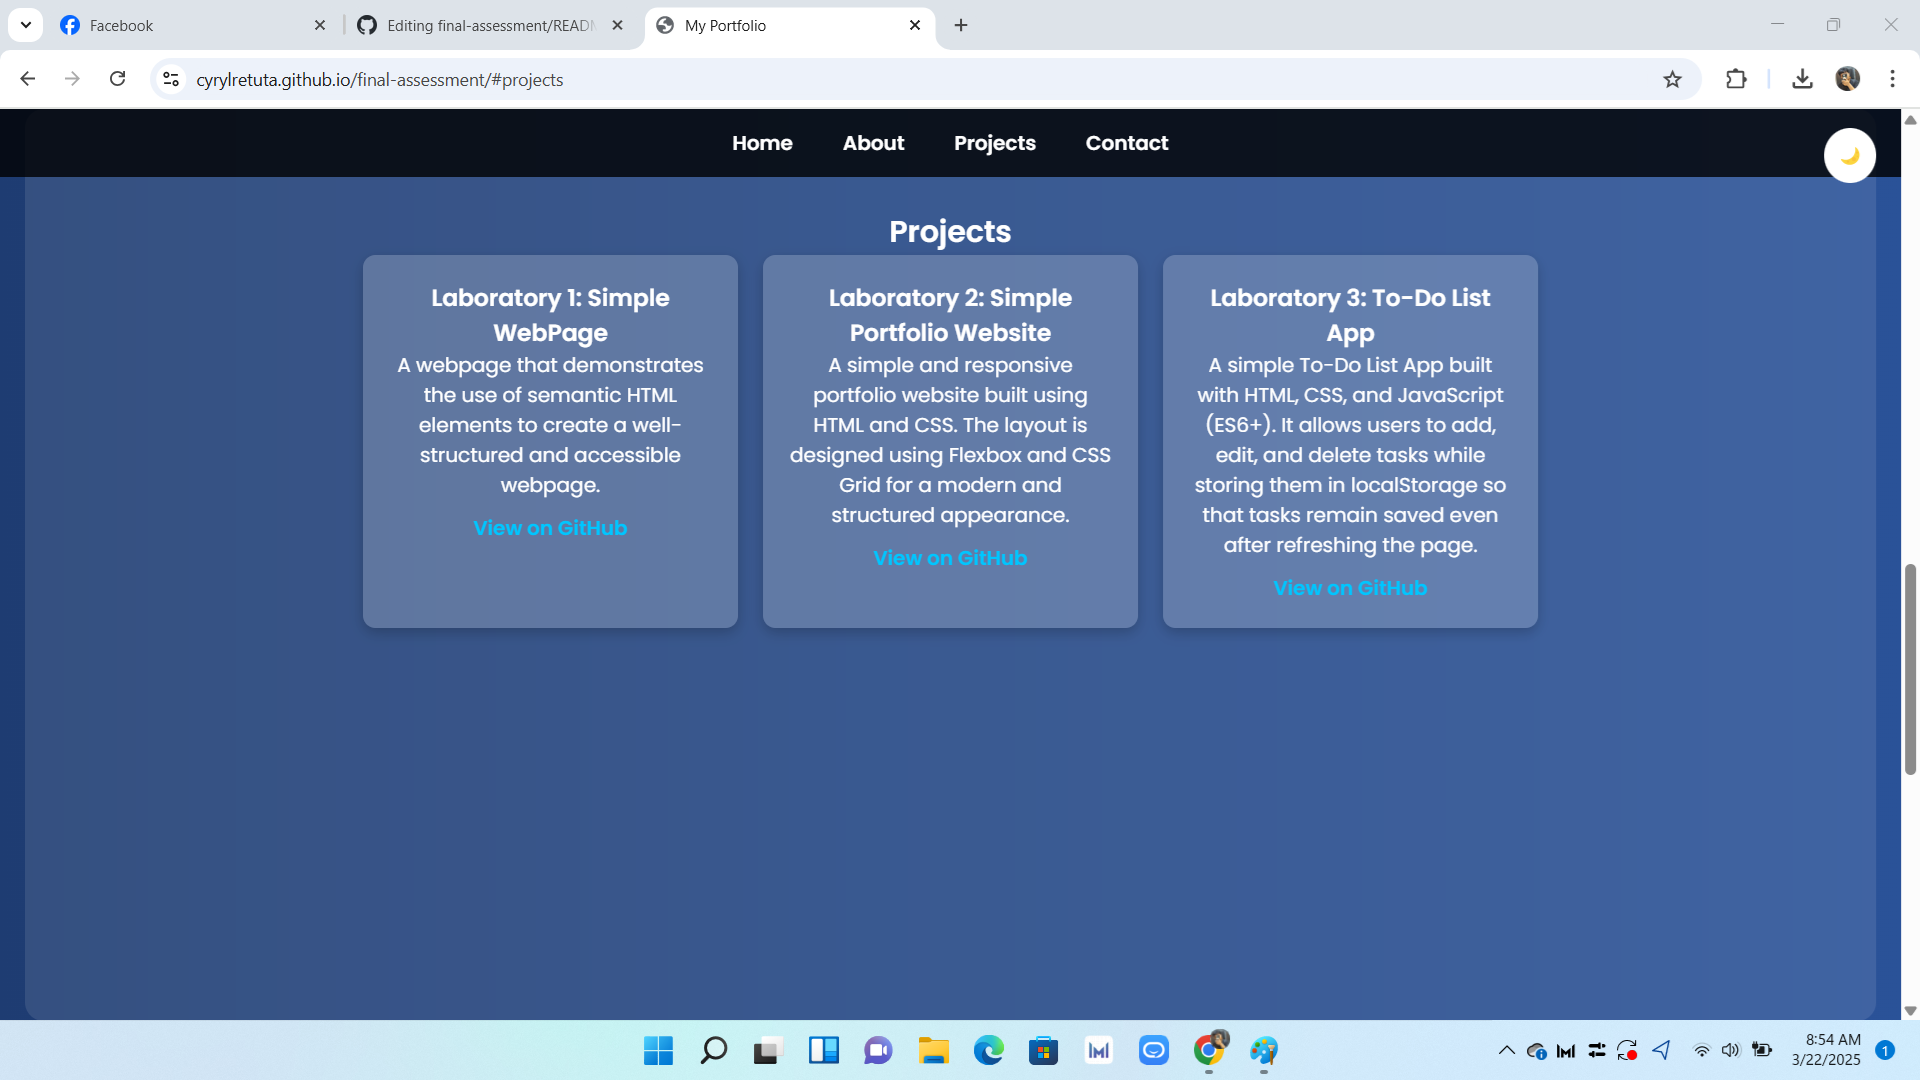 Facebook
Editing final-assessment/READM
My Portfolio
cyrylretuta.github.io/final-assessment/#projects
Home
About
Projects
Contact
Projects
Laboratory 1: Simple
WebPage
A webpage that demonstrates
the use of semantic HTML
elements to create a well-
structured and accessible
webpage.
View on GitHub
Laboratory 2: Simple
Portfolio Website
A simple and responsive
portfolio website built using
HTML and CSS. The layout is
designed using Flexbox and CSS
Grid for a modern and
structured appearance.
View on GitHub
Laboratory 3: To-Do List
App
A simple To-Do List App built
with HTML, CSS, and JavaScript
(ES6+). It allows users to add,
edit, and delete tasks while
storing them in localStorage so
that tasks remain saved even
after refreshing the page.
View on GitHub
8:54 AM
3/22/2025
1